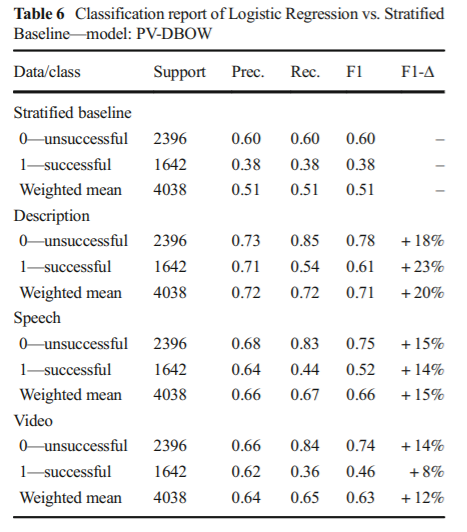 Table 6 Classification report of Logistic Regression vs. Stratified
Baseline—model: PV-DBOW
Data/class Support Prec. Rec. F1 F1-Δ
Stratified baseline
0—unsuccessful 2396 0.60 0.60 0.60 –
1—successful 1642 0.38 0.38 0.38 –
Weighted mean 4038 0.51 0.51 0.51 –
Description
0—unsuccessful 2396 0.73 0.85 0.78 + 18%
1—successful 1642 0.71 0.54 0.61 + 23%
Weighted mean 4038 0.72 0.72 0.71 + 20%
Speech
0—unsuccessful 2396 0.68 0.83 0.75 + 15%
1—successful 1642 0.64 0.44 0.52 + 14%
Weighted mean 4038 0.66 0.67 0.66 + 15%
Video
0—unsuccessful 2396 0.66 0.84 0.74 + 14%
1—successful 1642 0.62 0.36 0.46 + 8%
Weighted mean 4038 0.64 0.65 0.63 + 12%